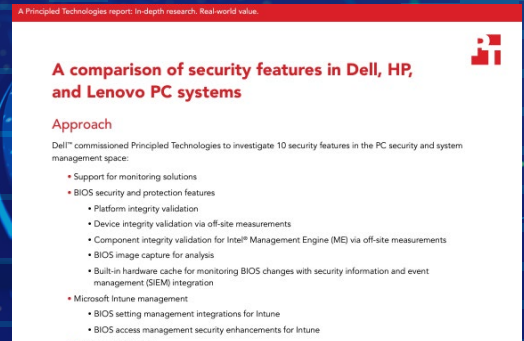 A Principled Technologies report: In-depth research. Real-world value.
PT
A comparison of security features in Dell, HP,
and Lenovo PC systems
Approach
Dell™ commissioned Principled Technologies to investigate 10 security features in the PC security and system
management space:
• Support for monitoring solutions
• BIOS security and protection features
• Platform integrity validation
• Device integrity validation via off-site measurements
• Component integrity validation for Intel® Management Engine (ME) via off-site measurements
• BIOS image capture for analysis
• Built-in hardware cache for monitoring BIOS changes with security information and event
management (SIEM) integration
• Microsoft Intune management
• BIOS setting management integrations for Intune
• BIOS access management security enhancements for Intune